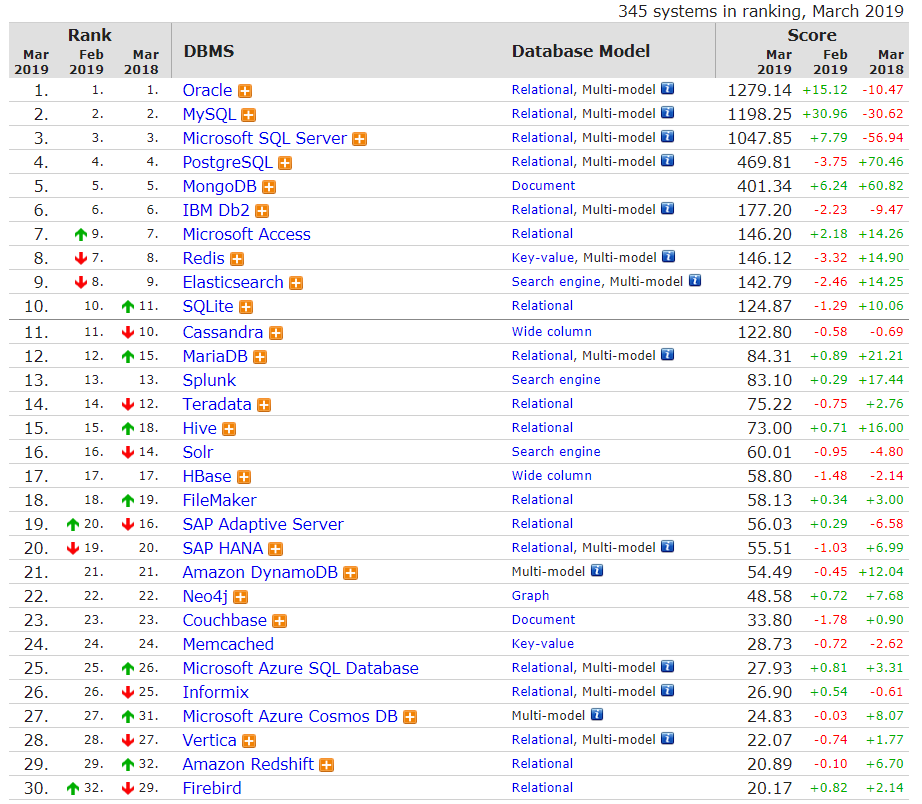 345 systems in ranking, March 2019
Rank DBMS Database Model Score
Mar 2019 Feb 2019 Mar 2018 Mar 2019 Feb 2019 Mar 2018
1. 1. 1. Oracle Relational, Multi-model 1279.14 +15.12 -10.47
2. 2. 2. MySQL Relational, Multi-model 1198.25 +30.96 -30.62
3. 3. 3. Microsoft SQL Server Relational, Multi-model 1047.85 +7.79 -56.94
4. 4. 4. PostgreSQL Relational, Multi-model 469.81 -3.75 +70.46
5. 5. 5. MongoDB Document 401.34 +6.24 +60.82
6. 6. 6. IBM Db2 Relational, Multi-model 177.20 -2.23 -9.47
7. 9. 7. Microsoft Access Relational 146.20 +2.18 +14.26
8. 7. 8. Redis Key-value, Multi-model 146.12 -3.32 +14.90
9. 8. 9. Elasticsearch Search engine, Multi-model 142.79 -2.46 +14.25
10. 10. 11. SQLite Relational 124.87 -1.29 +10.06
11. 11. 10. Cassandra Wide column 122.80 -0.58 -0.69
12. 12. 15. MariaDB Relational, Multi-model 84.31 +0.89 +21.21
13. 13. 13. Splunk Search engine 83.10 +0.29 +17.44
14. 14. 12. Teradata Relational 75.22 -0.75 +2.76
15. 15. 18. Hive Relational 73.00 +0.71 +16.00
16. 16. 14. Solr Search engine 60.01 -0.95 -4.80
17. 17. 17. HBase Wide column 58.80 -1.48 -2.14
18. 18. 19. FileMaker Relational 58.13 +0.34 +3.00
19. 20. 16. SAP Adaptive Server Relational 56.03 +0.29 -6.58
20. 19. 20. SAP HANA Relational, Multi-model 55.51 -1.03 +6.99
21. 21. 21. Amazon DynamoDB Multi-model 54.49 -0.45 +12.04
22. 22. 22. Neo4j Graph 48.58 +0.72 +7.68
23. 23. 23. Couchbase Document 33.80 -1.78 +0.90
24. 24. 24. Memcached Key-value 28.73 -0.72 -2.62
25. 25. 26. Microsoft Azure SQL Database Relational, Multi-model 27.93 +0.81 +3.31
26. 26. 25. Informix Relational, Multi-model 26.90 +0.54 -0.61
27. 27. 31. Microsoft Azure Cosmos DB Multi-model 24.83 -0.03 +8.07
28. 28. 27. Vertica Relational, Multi-model 22.07 -0.74 +1.77
29. 29. 32. Amazon Redshift Relational 20.89 -0.10 +6.70
30. 32. 29. Firebird Relational 20.17 +0.82 +2.14